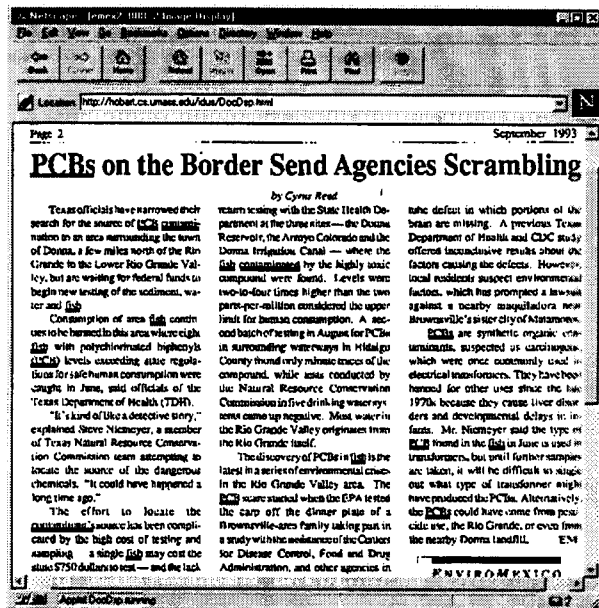 Netscape - [emex2_0001_2 Image Display]
File Edit View Go Bookmarks Options Directory Window Help
Back Home Reload Open Print Find
Location: http://hobart.cs.umass.edu/idus/DocDsp.html
Page 2 September 1993
PCBs on the Border Send Agencies Scrambling
by Cyrus Reed
Texas officials have narrowed their
search for the source of PCB contami-
nation to an area surrounding the town
of Donna, a few miles north of the Rio
Grande in the Lower Rio Grande Val-
ley, but are waiting for federal funds to
begin new testing of the sediment, wa-
ter and fish.
Consumption of area fish contin-
ues to be banned in this area where eight
fish with polychlorinated biphenyls
(PCB) levels exceeding state regula-
tions for safe human consumption were
caught in June, said officials of the
Texas Department of Health (TDH).
"It's kind of like a detective story,"
explained Steve Niemeyer, a member
of Texas Natural Resource Conserva-
tion Commission team attempting to
locate the source of the dangerous
chemicals. "It could have happened a
long time ago."
The effort to locate the
contaminant's source has been compli-
cated by the high cost of testing and
sampling — a single fish may cost the
state $750 dollars to test — and the lack
return testing with the State Health De-
partment at the three sites — the Donna
Reservoir, the Arroyo Colorado and the
Donna Irrigation Canal — where the
fish contaminated by the highly toxic
compound were found. Levels were
two-to-four times higher than the two
parts-per-million considered the upper
limit for human consumption. A sec-
ond batch of testing in August for PCBs
in surrounding waterways in Hidalgo
County found only minute traces of the
compound, while tests conducted by
the Natural Resource Conservation
Commission in five drinking water sys-
tems came up negative. Most water in
the Rio Grande Valley originates from
the Rio Grande itself.
The discovery of PCBs in fish is the
latest in a series of environmental crises
in the Rio Grande Valley area. The
PCB scare started when the EPA tested
the carp off the dinner plate of a
Brownsville-area family taking part in
a study with the assistance of the Centers
for Disease Control, Food and Drug
Administration, and other agencies in
tube defect in which portions of the
brain are missing. A previous Texas
Department of Health and CDC study
offered inconclusive results about the
factors causing the defects. However,
local residents suspect environmental
factors, which has prompted a lawsuit
against a nearby maquiladora near
Brownsville's sister city of Matamoros.
PCBs are synthetic organic con-
taminants, suspected as carcinogens,
which were once commonly used in
electrical transformers. They have been
banned for other uses since the late
1970s because they cause liver disor-
ders and developmental delays in in-
fants. Mr. Niemeyer said the type of
PCB found in the fish in June is used in
transformers, but until further samples
are taken, it will be difficult to single
out what type of transformer might
have produced the PCBs. Alternatively,
the PCBs could have come from pesti-
cide use, the Rio Grande, or even from
the nearby Donna landfill. EM
ENVIROMEXICO
Applet DocDsp running